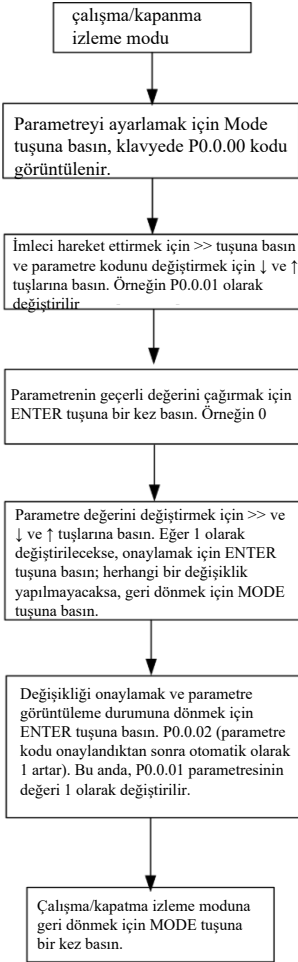 çalışma/kapanma
izleme modu
Parametreyi ayarlamak için Mode
tuşuna basın, klavyede P0.0.00 kodu
görüntülenir.
İmleci hareket ettirmek için >> tuşuna basın
ve parametre kodunu değiştirmek için ↓ ve ↑
tuşlarına basın. Örneğin P0.0.01 olarak
değiştirilir
Parametrenin geçerli değerini çağırmak için
ENTER tuşuna bir kez basın. Örneğin 0
Parametre değerini değiştirmek için >> ve
↓ ve ↑ tuşlarına basın. Eğer 1 olarak
değiştirilecekse, onaylamak için ENTER
tuşuna basın; herhangi bir değişiklik
yapılmayacaksa, geri dönmek için MODE
tuşuna basın.
Değişikliği onaylamak ve parametre
görüntüleme durumuna dönmek için
ENTER tuşuna basın. P0.0.02 (parametre
kodu onaylandıktan sonra otomatik olarak
1 artar). Bu anda, P0.0.01 parametresinin
değeri 1 olarak değiştirilir.
Çalışma/kapatma izleme moduna
geri dönmek için MODE tuşuna
bir kez basın.